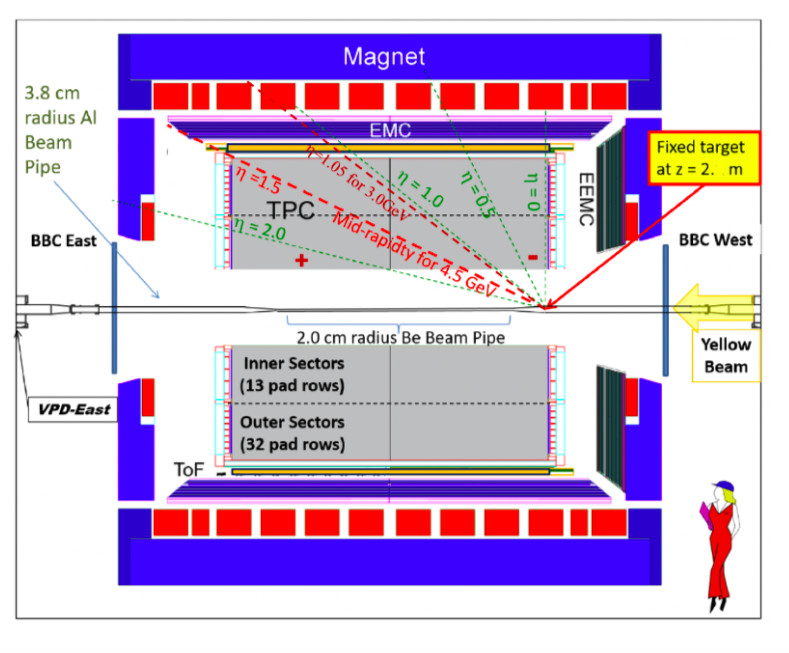 Magnet
3.8 cm
radius Al
Beam
Pipe
EMC
Fixed target
at z = 2. m
η =1.5
η=1.05 for 3.0GeV
η = 1.0
η = 0.5
η = 0
EEMC
TPC
Mid-rapidty for 4.5 GeV
η = 2.0
BBC East
BBC West
+
-
2.0 cm radius Be Beam Pipe
Yellow
Beam
Inner Sectors
(13 pad rows)
VPD-East
Outer Sectors
(32 pad rows)
ToF